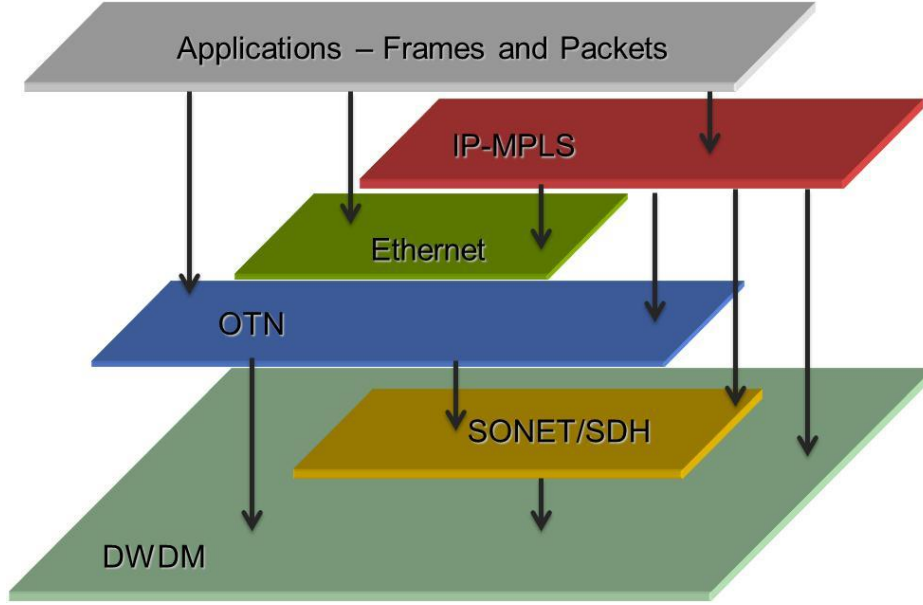 Applications – Frames and Packets
IP-MPLS
Ethernet
OTN
SONET/SDH
DWDM